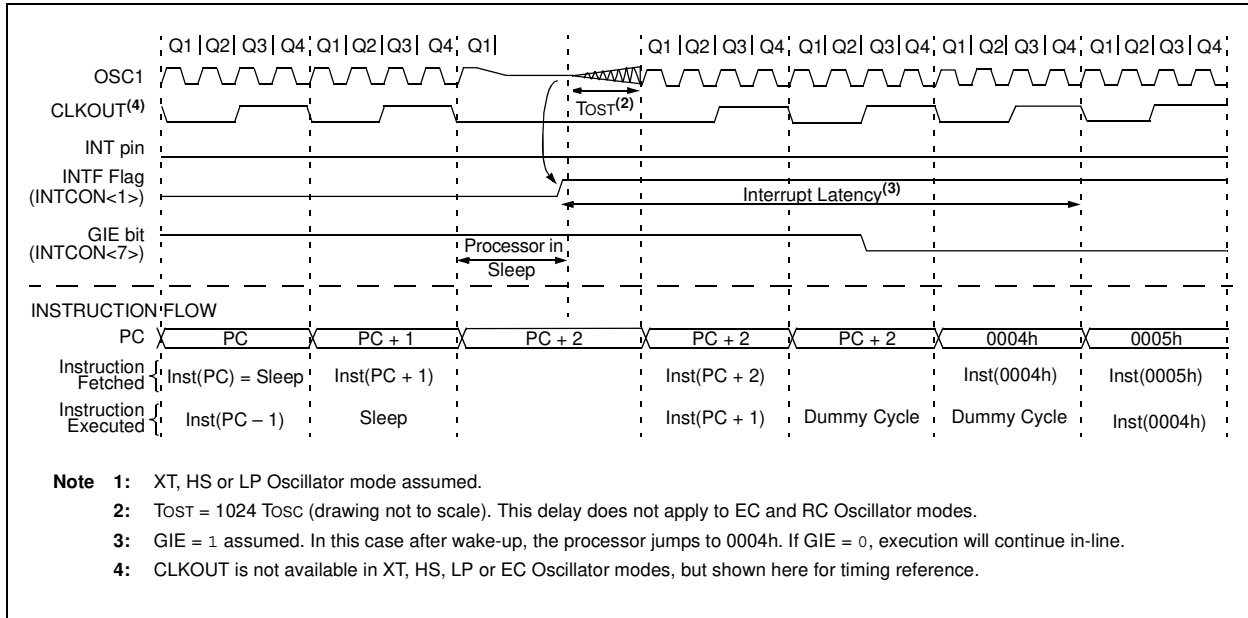 Q1 | Q2 | Q3 | Q4 | Q1 | Q2 | Q3 | Q4 | Q1 | Q1 | Q2 | Q3 | Q4 | Q1 | Q2 | Q3 | Q4 | Q1 | Q2 | Q3 | Q4 | Q1 | Q2 | Q3 | Q4
OSC1
CLKOUT(4)
TOST(2)
INT pin
INTF Flag
(INTCON<1>)
Interrupt Latency(3)
GIE bit
(INTCON<7>)
Processor in
Sleep
INSTRUCTION FLOW
PC PC PC + 1 PC + 2 PC + 2 PC + 2 0004h 0005h
Instruction
Fetched
Inst(PC) = Sleep Inst(PC + 1) Inst(PC + 2) Inst(0004h) Inst(0005h)
Instruction
Executed
Inst(PC – 1) Sleep Inst(PC + 1) Dummy Cycle Dummy Cycle Inst(0004h)
Note 1: XT, HS or LP Oscillator mode assumed.
2: TOST = 1024 TOSC (drawing not to scale). This delay does not apply to EC and RC Oscillator modes.
3: GIE = 1 assumed. In this case after wake-up, the processor jumps to 0004h. If GIE = 0, execution will continue in-line.
4: CLKOUT is not available in XT, HS, LP or EC Oscillator modes, but shown here for timing reference.